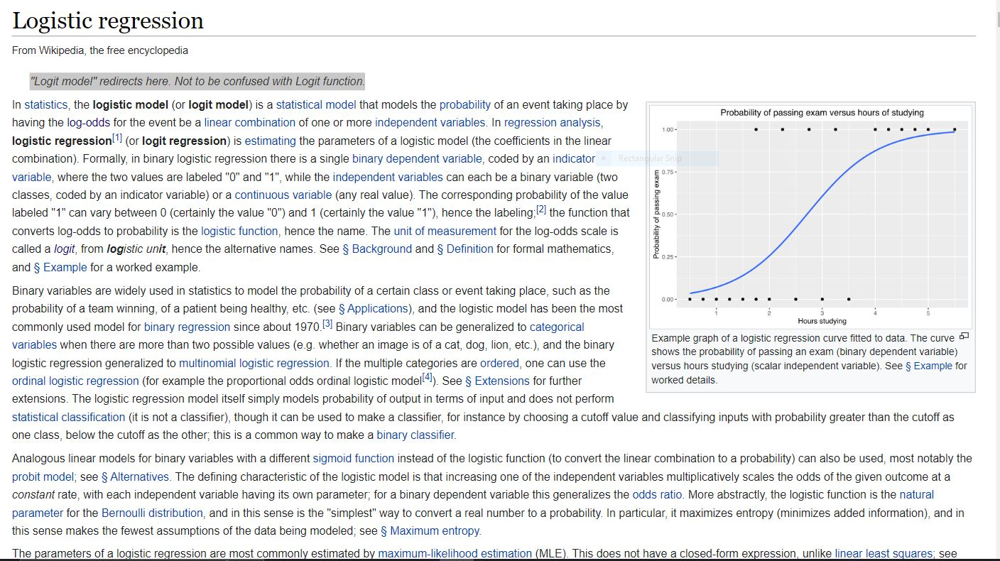 Logistic regression
From Wikipedia, the free encyclopedia
"Logit model" redirects here. Not to be confused with Logit function.
In statistics, the logistic model (or logit model) is a statistical model that models the probability of an event taking place by
having the log-odds for the event be a linear combination of one or more independent variables. In regression analysis,
logistic regression[1] (or logit regression) is estimating the parameters of a logistic model (the coefficients in the linear
combination). Formally, in binary logistic regression there is a single binary dependent variable, coded by an indicator
variable, where the two values are labeled "0" and "1", while the independent variables can each be a binary variable (two
classes, coded by an indicator variable) or a continuous variable (any real value). The corresponding probability of the value
labeled "1" can vary between 0 (certainly the value "0") and 1 (certainly the value "1"), hence the labeling;[2] the function that
converts log-odds to probability is the logistic function, hence the name. The unit of measurement for the log-odds scale is
called a logit, from logistic unit, hence the alternative names. See § Background and § Definition for formal mathematics,
and § Example for a worked example.
Binary variables are widely used in statistics to model the probability of a certain class or event taking place, such as the
probability of a team winning, of a patient being healthy, etc. (see § Applications), and the logistic model has been the most
commonly used model for binary regression since about 1970.[3] Binary variables can be generalized to categorical
variables when there are more than two possible values (e.g. whether an image is of a cat, dog, lion, etc.), and the binary
logistic regression generalized to multinomial logistic regression. If the multiple categories are ordered, one can use the
ordinal logistic regression (for example the proportional odds ordinal logistic model[4]). See § Extensions for further
extensions. The logistic regression model itself simply models probability of output in terms of input and does not perform
statistical classification (it is not a classifier), though it can be used to make a classifier, for instance by choosing a cutoff value and classifying inputs with probability greater than the cutoff as
one class, below the cutoff as the other; this is a common way to make a binary classifier.
Analogous linear models for binary variables with a different sigmoid function instead of the logistic function (to convert the linear combination to a probability) can also be used, most notably the
probit model; see § Alternatives. The defining characteristic of the logistic model is that increasing one of the independent variables multiplicatively scales the odds of the given outcome at a
constant rate, with each independent variable having its own parameter; for a binary dependent variable this generalizes the odds ratio. More abstractly, the logistic function is the natural
parameter for the Bernoulli distribution, and in this sense is the "simplest" way to convert a real number to a probability. In particular, it maximizes entropy (minimizes added information), and in
this sense makes the fewest assumptions of the data being modeled; see § Maximum entropy.
The parameters of a logistic regression are most commonly estimated by maximum-likelihood estimation (MLE). This does not have a closed-form expression, unlike linear least squares; see
Probability of passing exam versus hours of studying
Probability of passing exam
1.00
0.75
0.50
0.25
0.00
1 2 3 4 5
Hours studying
Rectangular Snip
Example graph of a logistic regression curve fitted to data. The curve
shows the probability of passing an exam (binary dependent variable)
versus hours studying (scalar independent variable). See § Example for
worked details.